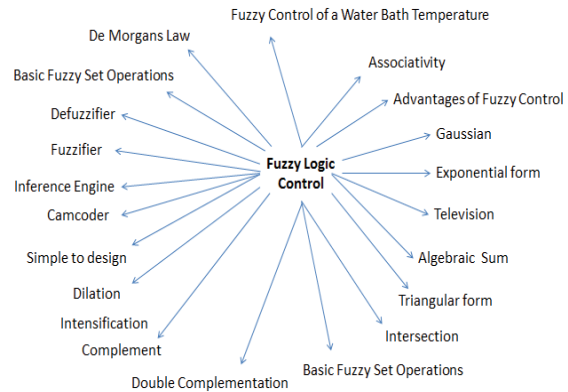 Fuzzy Control of a Water Bath Temperature
De Morgans Law
Associativity
Basic Fuzzy Set Operations
Advantages of Fuzzy Control
Defuzzifier
Gaussian
Fuzzifier
Fuzzy Logic
Control
Exponential form
Inference Engine
Camcoder
Television
Simple to design
Algebraic Sum
Dilation
Triangular form
Intensification
Intersection
Complement
Basic Fuzzy Set Operations
Double Complementation